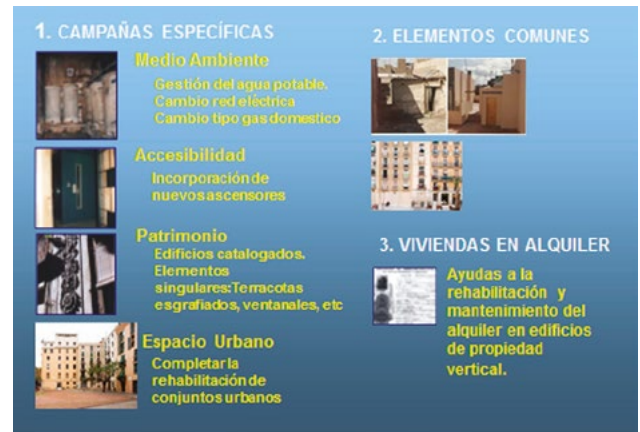 1. CAMPAÑAS ESPECÍFICAS
Medio Ambiente
Gestión del agua potable.
Cambio red eléctrica
Cambio tipo gas domestico
Accesibilidad
Incorporación de
nuevos ascensores
Patrimonio
Edificios catalogados.
Elementos
singulares:Terracotas
esgrafiados, ventanales, etc
Espacio Urbano
Completar la
rehabilitación de
conjuntos urbanos
2. ELEMENTOS COMUNES
3. VIVIENDAS EN ALQUILER
Ayudas a la
rehabilitación y
mantenimiento del
alquiler en edificios
de propiedad
vertical.